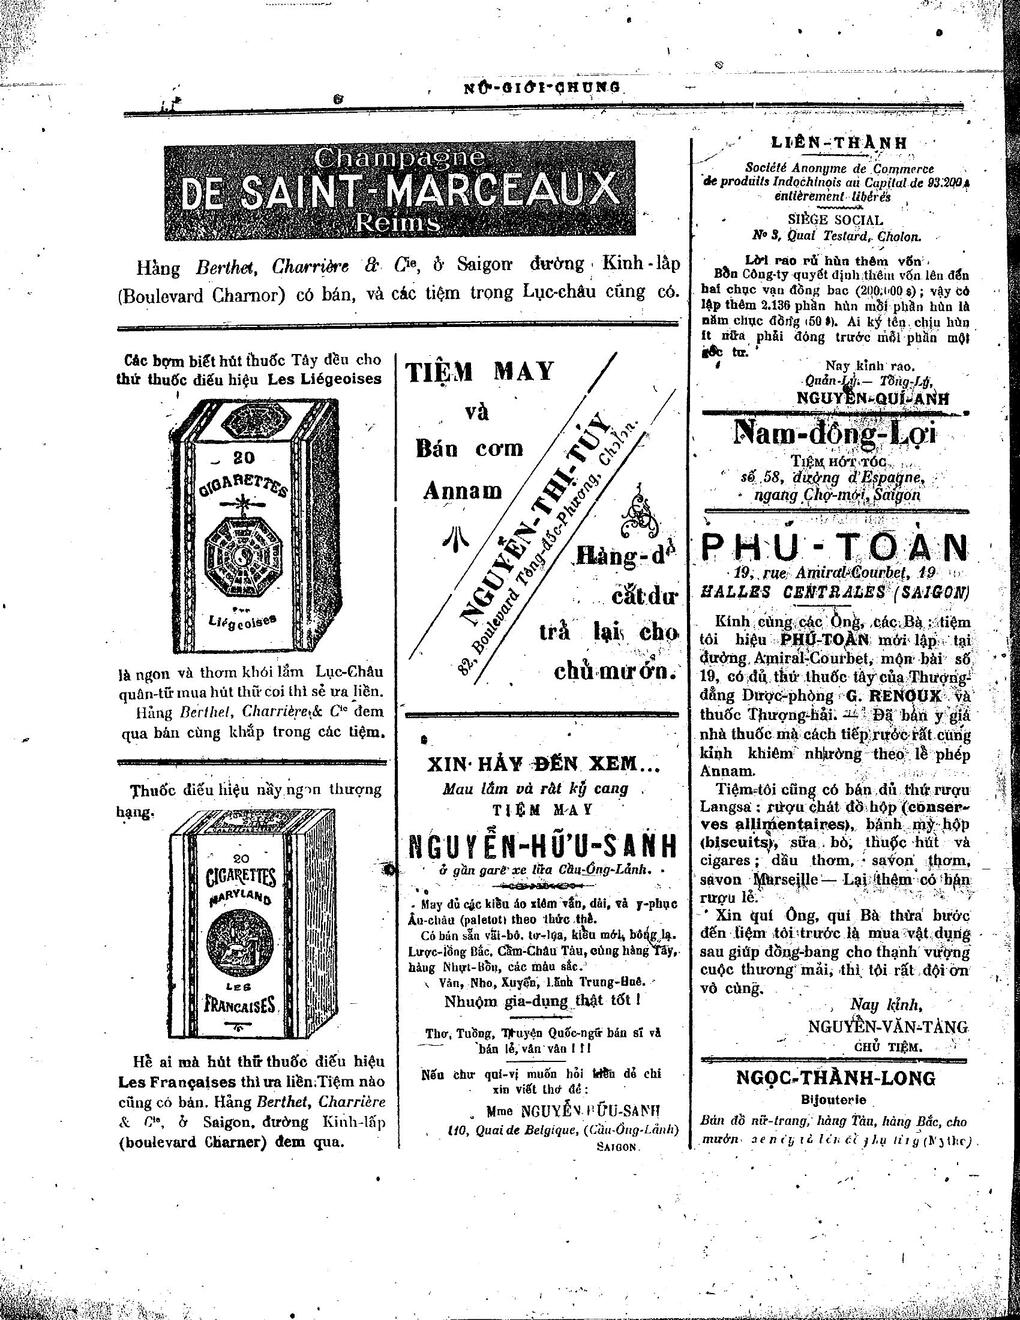 NỮ-GIỚI-CHUNG
Champagne
DE SAINT-MARCEAUX
Reims
Hảng Berthet, Charrière & Cie, ở Saigon đường Kinh-lấp
(Boulevard Charnor) có bán, và các tiệm trong Lục-châu cũng có.
Các bợm biết hút thuốc Tây đều cho
thứ thuốc điếu hiệu Les Liégeoises
20
CIGARETTES
Liégeoises
là ngon và thơm khói lắm Lục-Châu
quân-tử mua hút thử coi thì sẻ ưa liền.
Hảng Berthet, Charrière & Cie đem
qua bán cùng khắp trong các tiệm.
Thuốc điếu hiệu nầy ngon thượng
hạng.
20
CIGARETTES
MARYLAND
LES
FRANCAISES
Hễ ai mà hút thử thuốc điếu hiệu
Les Françaises thì ưa liền. Tiệm nào
cũng có bán. Hảng Berthet, Charrière
& Cie, ở Saigon, đường Kinh-lấp
(boulevard Charner) đem qua.
TIỆM MAY
và
Bán cơm
Annam
NGUYỄN-THỊ-TÚY
82, Boulevard Tổng-đốc-Phương, Cholon.
Hàng-dẻ
cắt dư
trả lại cho
chủ mướn.
XIN HẢY ĐẾN XEM...
Mau lắm và rất kỹ cang
TIỆM MAY
NGUYỄN-HỮU-SANH
ở gần gare xe lửa Cầu-Ông-Lảnh.
May đủ các kiểu áo xiêm vắn, dài, và y-phục
Âu-châu (paletot) theo thức thể.
Có bán sẳn vải-bô, tơ-lụa, kiểu mới, bông lạ.
Lược-lồng Bắc, Cẩm-Châu Tàu, cùng hàng Tây,
hàng Nhựt-Bổn, các màu sắc.
Vân, Nho, Xuyến, Lãnh Trung-Huê.
Nhuộm gia-dụng thật tốt !
Thơ, Tuồng, Truyện Quốc-ngữ bán sỉ và
bán lẻ, vân vân ! ! !
Nếu chư quí-vị muốn hỏi kiểu dề chi
xin viết thơ đề :
Mme NGUYỄN-HỮU-SANH
110, Quai de Belgique, (Cầu-Ông-Lảnh)
SAIGON
LIÊN-THÀNH
Société Anonyme de Commerce
de produits Indochinois au Capital de 93.200$
entièrement libérés
SIÈGE SOCIAL
No 3, Quai Testard, Cholon.
Lời rao rủ hùn thêm vốn
Bổn Công-ty quyết định thêm vốn lên đến
hai chục vạn đồng bạc (200.000 $) ; vậy có
lập thêm 2.136 phần hùn mỗi phần hùn là
năm chục đồng (50 $). Ai ký tên chịu hùn
ít nữa phải đóng trước mỗi phần một
góc tư.
Nay kính rao.
Quản-Lý.— Tổng-Lý,
NGUYỄN-QUÍ-ANH
Nam-đồng-Lợi
TIỆM HỚT TÓC
số 58, đường d'Espagne,
ngang Chợ-mới, Saigon
PHÚ-TOÀN
19, rue Amiral-Courbet, 19
HALLES CENTRALES (SAIGON)
Kính cùng các Ông, các Bà : tiệm
tôi hiệu PHÚ-TOÀN mới lập tại
đường Amiral-Courbet, môn bài số
19, có đủ thứ thuốc tây của Thượng-
đẳng Dược-phòng G. RENOUX và
thuốc Thượng-hải. — Đã bán y giá
nhà thuốc mà cách tiếp rước rất cung
kỉnh khiêm nhường theo lễ phép
Annam.
Tiệm tôi cũng có bán đủ thứ rượu
Langsa : rượu chát đồ hộp (conser-
ves allimentaires), bánh mỳ hộp
(biscuits), sữa bò, thuốc hút và
cigares ; dầu thơm, savon thơm,
savon Marseille — Lại thêm có bán
rượu lẻ.
Xin quí Ông, quí Bà thừa bước
đến tiệm tôi trước là mua vật dụng
sau giúp đồng-bang cho thạnh vượng
cuộc thương mải, thì tôi rất đội ơn
vô cùng.
Nay kính,
NGUYỄN-VĂN-TÀNG
CHỦ TIỆM.
NGỌC-THÀNH-LONG
Bijouterie
Bán đồ nữ-trang, hàng Tàu, hàng Bắc, cho
mướn